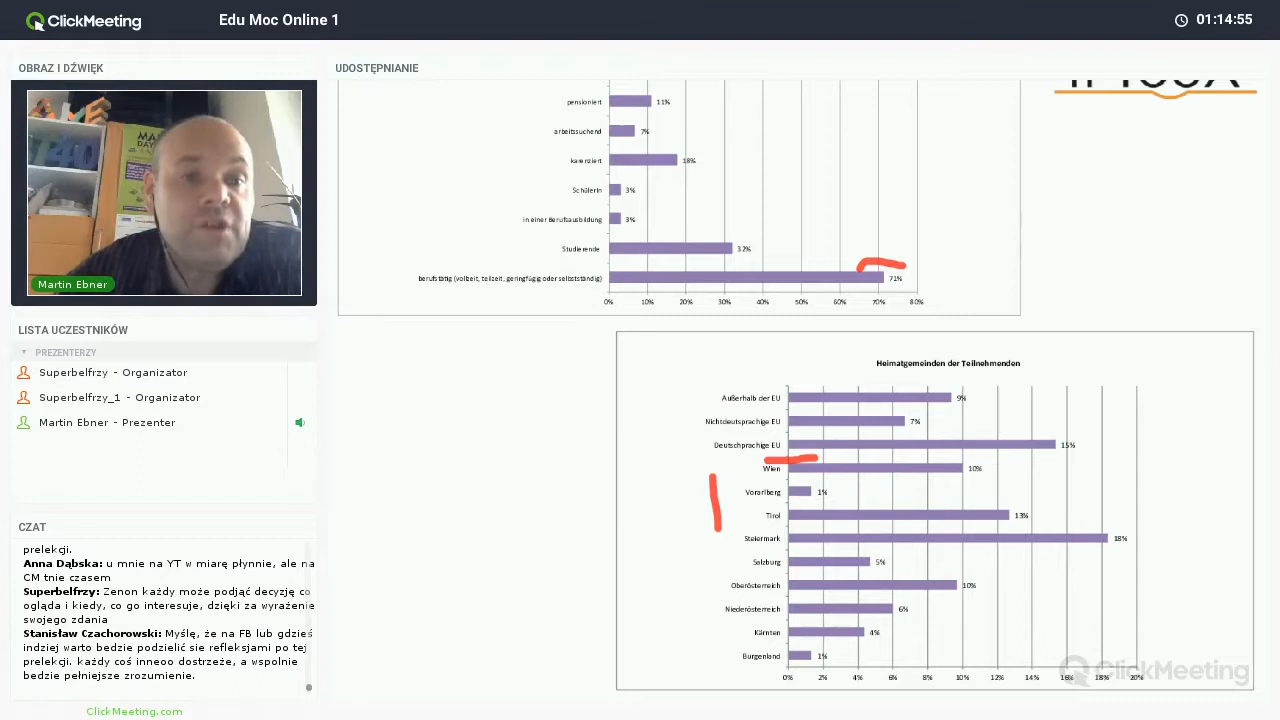 ClickMeeting
Edu Moc Online 1
01:14:55
OBRAZ I DŹWIĘK
Martin Ebner
LISTA UCZESTNIKÓW
PREZENTERZY
Superbelfrzy - Organizator
Superbelfrzy_1 - Organizator
Martin Ebner - Prezenter
CZAT
prelekcji.
Anna Dąbska: u mnie na YT w miarę płynnie, ale na
CM tnie czasem
Superbelfrzy: Zenon każdy może podjąć decyzję co
ogląda i kiedy, co go interesuje, dzięki za wyrażenie
swojego zdania
Stanisław Czachorowski: Myślę, że na FB lub gdzieś
indziej warto bedzie podzielić sie refleksjami po tej
prelekcji. każdy coś inneoo dostrzeże, a wspolnie
bedzie pełniejsze zrozumienie.
ClickMeeting.com
UDOSTĘPNIANIE
pensioniert 11%
arbeitssuchend 7%
karenziert 18%
SchülerIn 3%
in einer Berufsausbildung 3%
Studierende 32%
berufstätig (vollzeit, teilzeit, geringfügig oder selbstständig) 71%
0% 10% 20% 30% 40% 50% 60% 70% 80%
Heimatgemeinden der Teilnehmenden
Außerhalb der EU 9%
Nichtdeutsprachige EU 7%
Deutschprachige EU 15%
Wien 10%
Vorarlberg 1%
Tirol 13%
Steiermark 18%
Salzburg 5%
Oberösterreich 10%
Niederösterreich 6%
Kärnten 4%
Burgenland 1%
0% 2% 4% 6% 8% 10% 12% 14% 16% 18% 20%
ClickMeeting